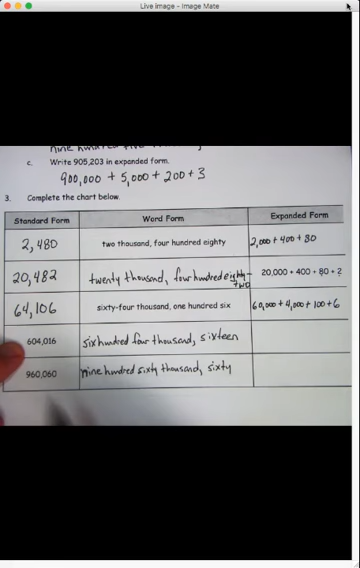 Live image - Image Mate
c. Write 905,203 in expanded form.
900,000 + 5,000 + 200 + 3
3. Complete the chart below.
Standard Form Word Form Expanded Form
2,480 two thousand, four hundred eighty 2,000 + 400 + 80
20,482 twenty thousand, four hundred eighty-two 20,000 + 400 + 80 + 2
64,106 sixty-four thousand, one hundred six 60,000 + 4,000 + 100 + 6
604,016 six hundred four thousand, sixteen
960,060 nine hundred sixty thousand, sixty